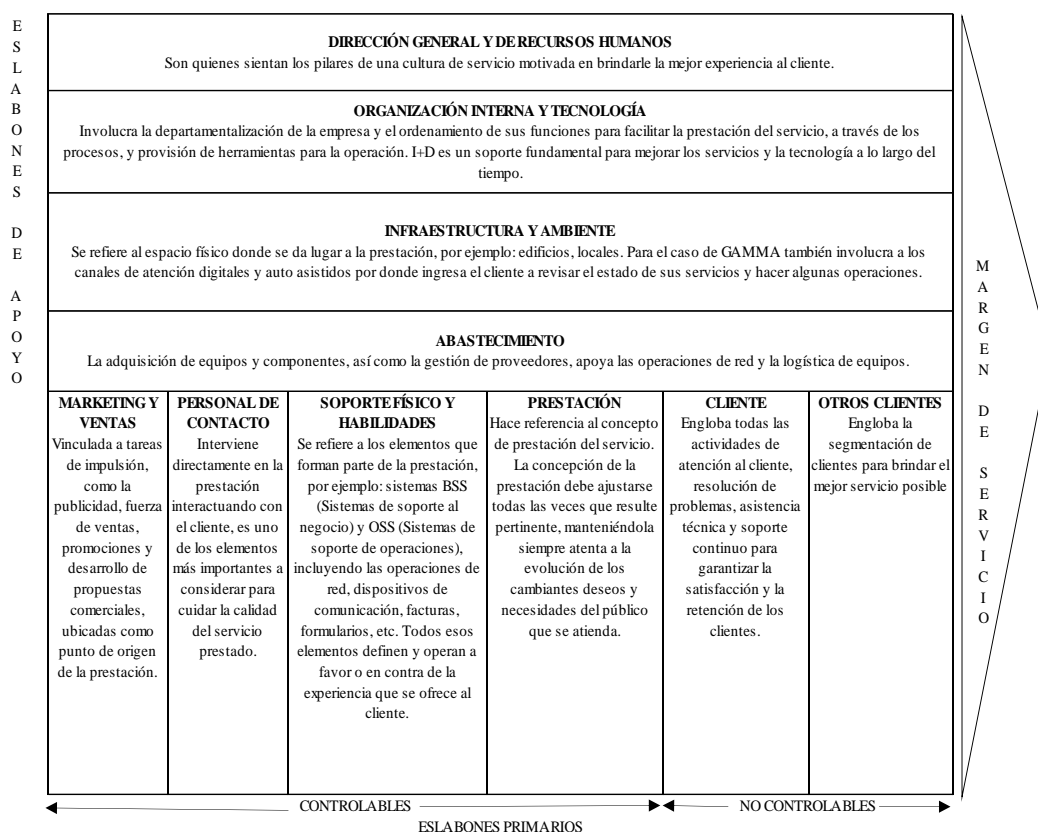 ESLABONES DE APOYO
DIRECCIÓN GENERAL Y DE RECURSOS HUMANOS
Son quienes sientan los pilares de una cultura de servicio motivada en brindarle la mejor experiencia al cliente.
ORGANIZACIÓN INTERNA Y TECNOLOGÍA
Involucra la departamentalización de la empresa y el ordenamiento de sus funciones para facilitar la prestación del servicio, a través de los
procesos, y provisión de herramientas para la operación. I+D es un soporte fundamental para mejorar los servicios y la tecnología a lo largo del
tiempo.
INFRAESTRUCTURA Y AMBIENTE
Se refiere al espacio físico donde se da lugar a la prestación, por ejemplo: edificios, locales. Para el caso de GAMMA también involucra a los
canales de atención digitales y auto asistidos por donde ingresa el cliente a revisar el estado de sus servicios y hacer algunas operaciones.
ABASTECIMIENTO
La adquisición de equipos y componentes, así como la gestión de proveedores, apoya las operaciones de red y la logística de equipos.
MARKETING Y
VENTAS
Vinculada a tareas
de impulsión,
como la
publicidad, fuerza
de ventas,
promociones y
desarrollo de
propuestas
comerciales,
ubicadas como
punto de origen
de la prestación.
PERSONAL DE
CONTACTO
Interviene
directamente en la
prestación
interactuando con
el cliente, es uno
de los elementos
más importantes a
considerar para
cuidar la calidad
del servicio
prestado.
SOPORTE FÍSICO Y
HABILIDADES
Se refiere a los elementos que
forman parte de la prestación,
por ejemplo: sistemas BSS
(Sistemas de soporte al
negocio) y OSS (Sistemas de
soporte de operaciones),
incluyendo las operaciones de
red, dispositivos de
comunicación, facturas,
formularios, etc. Todos esos
elementos definen y operan a
favor o en contra de la
experiencia que se ofrece al
cliente.
PRESTACIÓN
Hace referencia al concepto
de prestación del servicio.
La concepción de la
prestación debe ajustarse
todas las veces que resulte
pertinente, manteniéndola
siempre atenta a la
evolución de los
cambiantes deseos y
necesidades del público
que se atienda.
CLIENTE
Engloba todas las
actividades de
atención al cliente,
resolución de
problemas, asistencia
técnica y soporte
continuo para
garantizar la
satisfacción y la
retención de los
clientes.
OTROS CLIENTES
Engloba la
segmentación de
clientes para brindar el
mejor servicio posible
MARGEN DE SERVICIO
CONTROLABLES
NO CONTROLABLES
ESLABONES PRIMARIOS